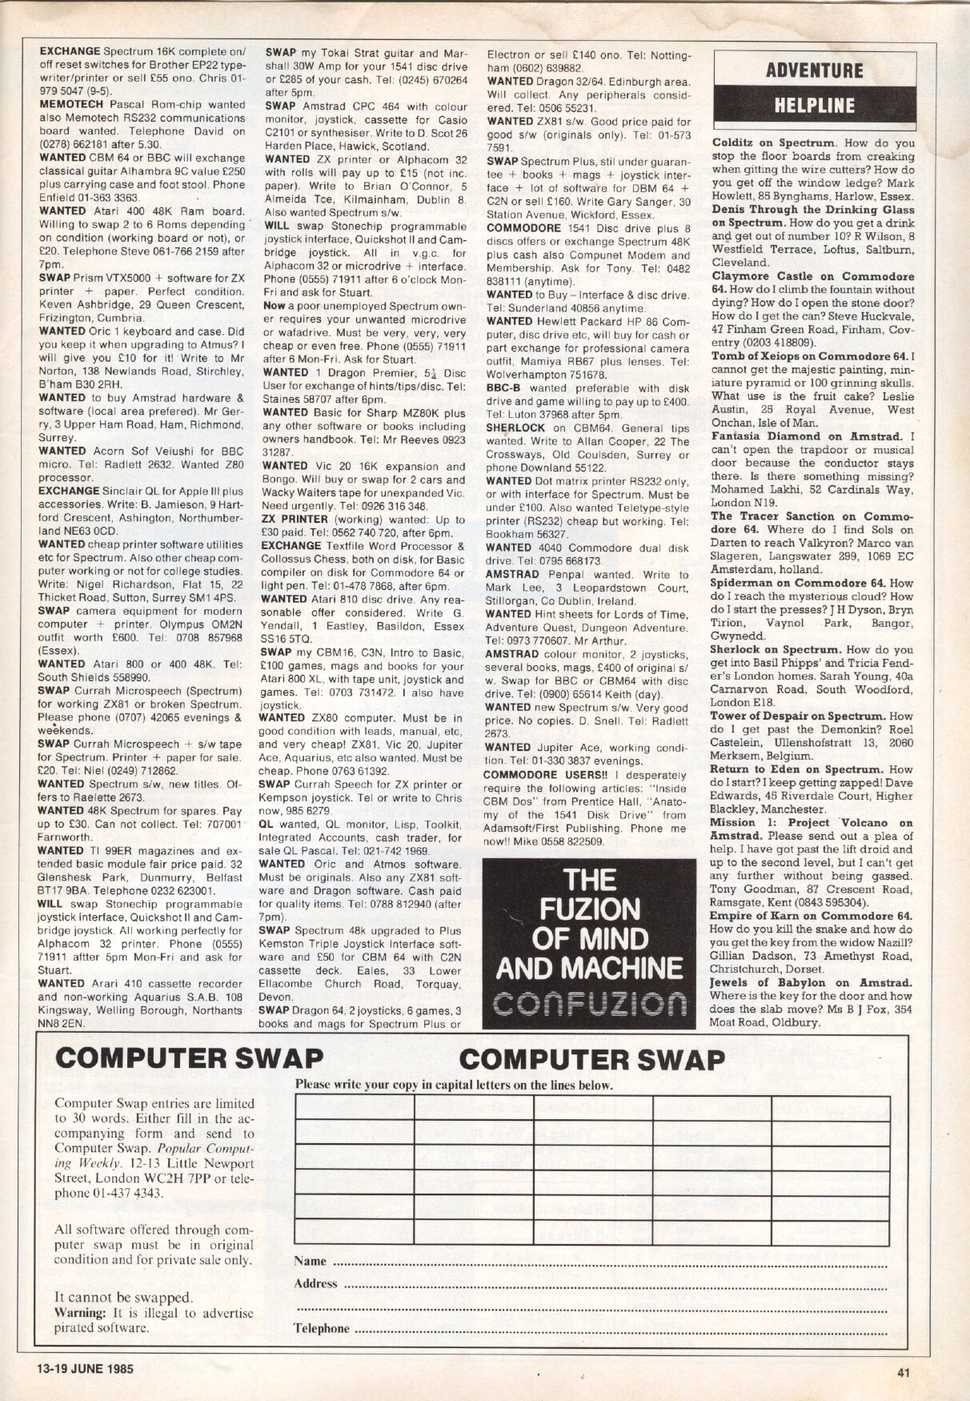 EXCHANGE Spectrum 16K complete on/
off reset switches for Brother EP22 type-
writer/printer or sell £55 ono. Chris 01-
979 5047 (9-5).
MEMOTECH Pascal Rom-chip wanted
also Memotech RS232 communications
board wanted. Telephone David on
(0278) 662181 after 5.30.
WANTED CBM 64 or BBC will exchange
classical guitar Alhambra 9C value £250
plus carrying case and foot stool. Phone
Enfield 01-363 3363.
WANTED Atari 400 48K Ram board.
Willing to swap 2 to 6 Roms depending
on condition (working board or not), or
£20. Telephone Steve 061-766 2159 after
7pm.
SWAP Prism VTX5000 + software for ZX
printer + paper. Perfect condition.
Keven Ashbridge, 29 Queen Crescent,
Frizington, Cumbria.
WANTED Oric 1 keyboard and case. Did
you keep it when upgrading to Atmus? I
will give you £10 for it! Write to Mr
Norton, 138 Newlands Road, Stirchley,
B'ham B30 2RH.
WANTED to buy Amstrad hardware &
software (local area prefered). Mr Ger-
ry, 3 Upper Ham Road, Ham, Richmond,
Surrey.
WANTED Acorn Sof Veiushi for BBC
micro. Tel: Radlett 2632. Wanted Z80
processor.
EXCHANGE Sinclair QL for Apple III plus
accessories. Write: B. Jamieson, 9 Hart-
ford Crescent, Ashington, Northumber-
land NE63 0CD.
WANTED cheap printer software utilities
etc for Spectrum. Also other cheap com-
puter working or not for college studies.
Write: Nigel Richardson, Flat 15, 22
Thicket Road, Sutton, Surrey SM1 4PS.
SWAP camera equipment for modern
computer + printer. Olympus OM2N
outfit worth £600. Tel: 0708 857968
(Essex).
WANTED Atari 800 or 400 48K. Tel:
South Shields 558990.
SWAP Currah Microspeech (Spectrum)
for working ZX81 or broken Spectrum.
Please phone (0707) 42065 evenings &
weekends.
SWAP Currah Microspeech + s/w tape
for Spectrum. Printer + paper for sale.
£20. Tel: Niel (0249) 712862.
WANTED Spectrum s/w, new titles. Of-
fers to Raelette 2673.
WANTED 48K Spectrum for spares. Pay
up to £30. Can not collect. Tel: 707001
Farnworth.
WANTED TI 99ER magazines and ex-
tended basic module fair price paid. 32
Glenshesk Park, Dunmurry, Belfast
BT17 9BA. Telephone 0232 623001.
WILL swap Stonechip programmable
joystick interface, Quickshot II and Cam-
bridge joystick. All working perfectly for
Alphacom 32 printer. Phone (0555)
71911 aftter 5pm Mon-Fri and ask for
Stuart.
WANTED Arari 410 cassette recorder
and non-working Aquarius S.A.B. 108
Kingsway, Welling Borough, Northants
NN8 2EN.
SWAP my Tokai Strat guitar and Mar-
shall 30W Amp for your 1541 disc drive
or £285 of your cash. Tel: (0245) 670264
after 5pm.
SWAP Amstrad CPC 464 with colour
monitor, joystick, cassette for Casio
C2101 or synthesiser. Write to D. Scot 26
Harden Place, Hawick, Scotland.
WANTED ZX printer or Alphacom 32
with rolls will pay up to £15 (not inc.
paper). Write to Brian O'Connor, 5
Almeida Tce, Kilmainham, Dublin 8.
Also wanted Spectrum s/w.
WILL swap Stonechip programmable
joystick interface, Quickshot II and Cam-
bridge joystick. All in v.g.c. for
Alphacom 32 or microdrive + interface.
Phone (0555) 71911 after 6 o'clock Mon-
Fri and ask for Stuart.
Now a poor unemployed Spectrum own-
er requires your unwanted microdrive
or wafadrive. Must be very, very, very
cheap or even free. Phone (0555) 71911
after 6 Mon-Fri. Ask for Stuart.
WANTED 1 Dragon Premier, 5¼ Disc
User for exchange of hints/tips/disc. Tel:
Staines 58707 after 6pm.
WANTED Basic for Sharp MZ80K plus
any other software or books including
owners handbook. Tel: Mr Reeves 0923
31287.
WANTED Vic 20 16K expansion and
Bongo. Will buy or swap for 2 cars and
Wacky Waiters tape for unexpanded Vic.
Need urgently. Tel: 0926 316 348.
ZX PRINTER (working) wanted: Up to
£30 paid. Tel: 0562 740 720, after 6pm.
EXCHANGE Textfile Word Processor &
Collossus Chess, both on disk, for Basic
compiler on disk for Commodore 64 or
light pen. Tel: 01-478 7868, after 6pm.
WANTED Atari 810 disc drive. Any rea-
sonable offer considered. Write G.
Yendall, 1 Eastley, Basildon, Essex
SS16 5TQ.
SWAP my CBM16, C3N, Intro to Basic,
£100 games, mags and books for your
Atari 800 XL, with tape unit, joystick and
games. Tel: 0703 731472. I also have
joystick.
WANTED ZX80 computer. Must be in
good condition with leads, manual, etc,
and very cheap! ZX81, Vic 20, Jupiter
Ace, Aquarius, etc also wanted. Must be
cheap. Phone 0763 61392.
SWAP Currah Speech for ZX printer or
Kempson joystick. Tel or write to Chris
now, 985 6279.
QL wanted, QL monitor, Lisp, Toolkit,
Integrated Accounts, cash trader, for
sale QL Pascal. Tel: 021-742 1969.
WANTED Oric and Atmos software.
Must be originals. Also any ZX81 soft-
ware and Dragon software. Cash paid
for quality items. Tel: 0788 812940 (after
7pm).
SWAP Spectrum 48k upgraded to Plus
Kemston Triple Joystick Interface soft-
ware and £50 for CBM 64 with C2N
cassette deck. Eales, 33 Lower
Ellacombe Church Road, Torquay,
Devon.
SWAP Dragon 64, 2 joysticks, 6 games, 3
books and mags for Spectrum Plus or
Electron or sell £140 ono. Tel: Notting-
ham (0602) 639882.
WANTED Dragon 32/64. Edinburgh area.
Will collect. Any peripherals consid-
ered. Tel: 0506 55231.
WANTED ZX81 s/w. Good price paid for
good s/w (originals only). Tel: 01-573
7591.
SWAP Spectrum Plus, stil under guaran-
tee + books + mags + joystick inter-
face + lot of software for DBM 64 +
C2N or sell £160. Write Gary Sanger, 30
Station Avenue, Wickford, Essex.
COMMODORE 1541 Disc drive plus 8
discs offers or exchange Spectrum 48K
plus cash also Compunet Modem and
Membership. Ask for Tony. Tel: 0482
838111 (anytime).
WANTED to Buy – Interface & disc drive.
Tel: Sunderland 40856 anytime.
WANTED Hewlett Packard HP 86 Com-
puter, disc drive etc, will buy for cash or
part exchange for professional camera
outfit. Mamiya RB67 plus lenses. Tel:
Wolverhampton 751678.
BBC-B wanted preferable with disk
drive and game willing to pay up to £400.
Tel: Luton 37968 after 5pm.
SHERLOCK on CBM64. General tips
wanted. Write to Allan Cooper, 22 The
Crossways, Old Coulsden, Surrey or
phone Downland 55122.
WANTED Dot matrix printer RS232 only,
or with interface for Spectrum. Must be
under £100. Also wanted Teletype-style
printer (RS232) cheap but working. Tel:
Bookham 56327.
WANTED 4040 Commodore dual disk
drive. Tel: 0795 668173.
AMSTRAD Penpal wanted. Write to
Mark Lee, 3 Leopardstown Court,
Stillorgan, Co Dublin, Ireland.
WANTED Hint sheets for Lords of Time,
Adventure Quest, Dungeon Adventure.
Tel: 0973 770607. Mr Arthur.
AMSTRAD colour monitor, 2 joysticks,
several books, mags, £400 of original s/
w. Swap for BBC or CBM64 with disc
drive. Tel: (0900) 65614 Keith (day).
WANTED new Spectrum s/w. Very good
price. No copies. D. Snell. Tel: Radlett
2673.
WANTED Jupiter Ace, working condi-
tion. Tel: 01-330 3837 evenings.
COMMODORE USERS!! I desperately
require the following articles: "Inside
CBM Dos" from Prentice Hall, "Anato-
my of the 1541 Disk Drive" from
Adamsoft/First Publishing. Phone me
now!! Mike 0558 822509.
THE
FUZION
OF MIND
AND MACHINE
CONFUZION
ADVENTURE
HELPLINE
Colditz on Spectrum. How do you
stop the floor boards from creaking
when gitting the wire cutters? How do
you get off the window ledge? Mark
Howlett, 85 Bynghams, Harlow, Essex.
Denis Through the Drinking Glass
on Spectrum. How do you get a drink
and get out of number 10? R Wilson, 8
Westfield Terrace, Loftus, Saltburn,
Cleveland.
Claymore Castle on Commodore
64. How do I climb the fountain without
dying? How do I open the stone door?
How do I get the can? Steve Huckvale,
47 Finham Green Road, Finham, Cov-
entry (0203 418809).
Tomb of Xeiops on Commodore 64. I
cannot get the majestic painting, min-
iature pyramid or 100 grinning skulls.
What use is the fruit cake? Leslie
Austin, 25 Royal Avenue, West
Onchan, Isle of Man.
Fantasia Diamond on Amstrad. I
can't open the trapdoor or musical
door because the conductor stays
there. Is there something missing?
Mohamed Lakhi, 52 Cardinals Way,
London N19.
The Tracer Sanction on Commo-
dore 64. Where do I find Sols on
Darten to reach Valkyron? Marco van
Slageren, Langswater 299, 1069 EC
Amsterdam, holland.
Spiderman on Commodore 64. How
do I reach the mysterious cloud? How
do I start the presses? J H Dyson, Bryn
Tirion, Vaynol Park, Bangor,
Gwynedd.
Sherlock on Spectrum. How do you
get into Basil Phipps' and Tricia Fend-
er's London homes. Sarah Young, 40a
Carnarvon Road, South Woodford,
London E18.
Tower of Despair on Spectrum. How
do I get past the Demonkin? Roel
Castelein, Ullenshofstratt 13, 2060
Merksem, Belgium.
Return to Eden on Spectrum. How
do I start? I keep getting zapped! Dave
Edwards, 45 Riverdale Court, Higher
Blackley, Manchester.
Mission 1: Project Volcano on
Amstrad. Please send out a plea of
help. I have got past the lift droid and
up to the second level, but I can't get
any further without being gassed.
Tony Goodman, 87 Crescent Road,
Ramsgate, Kent (0843 595304).
Empire of Karn on Commodore 64.
How do you kill the snake and how do
you get the key from the widow Nazill?
Gillian Dadson, 73 Amethyst Road,
Christchurch, Dorset.
Jewels of Babylon on Amstrad.
Where is the key for the door and how
does the slab move? Ms B J Fox, 354
Moat Road, Oldbury.
COMPUTER SWAP
COMPUTER SWAP
Computer Swap entries are limited
to 30 words. Either fill in the ac-
companying form and send to
Computer Swap. Popular Comput-
ing Weekly. 12-13 Little Newport
Street, London WC2H 7PP or tele-
phone 01-437 4343.
All software offered through com-
puter swap must be in original
condition and for private sale only.
It cannot be swapped.
Warning: It is illegal to advertise
pirated software.
Please write your copy in capital letters on the lines below.
Name
Address
Telephone
13-19 JUNE 1985
41